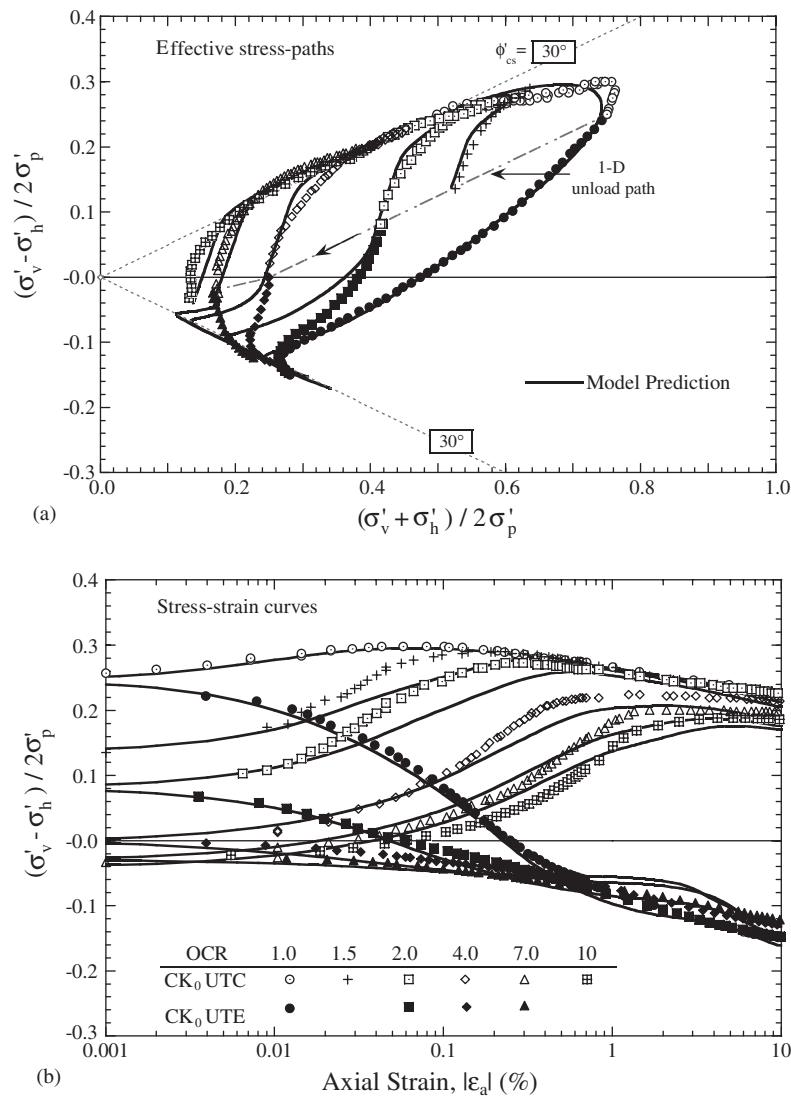 0.4
Effective stress-paths
ϕ'cs = 30°
0.3
0.2
1-D
unload path
0.1
-0.0
-0.1
Model Prediction
-0.2
30°
-0.3
0.0 0.2 0.4 0.6 0.8 1.0
(σ'v - σ'h) / 2σ'p
(a)
(σ'v + σ'h) / 2σ'p
0.4
Stress-strain curves
0.3
0.2
0.1
-0.0
-0.1
(σ'v - σ'h) / 2σ'p
OCR 1.0 1.5 2.0 4.0 7.0 10
-0.2
CK0 UTC
CK0 UTE
-0.3
0.001 0.01 0.1 1 10
(b)
Axial Strain, |εa| (%)